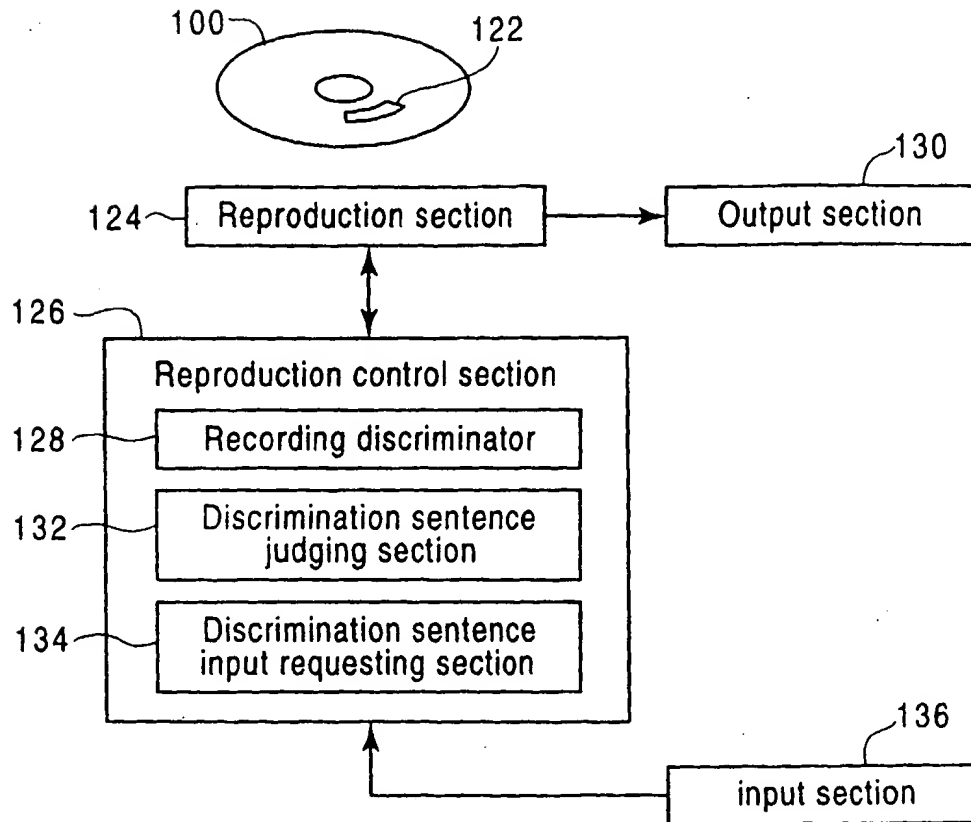 100
122
130
124
Reproduction section
Output section
126
Reproduction control section
128
Recording discriminator
132
Discrimination sentence
judging section
134
Discrimination sentence
input requesting section
136
input section